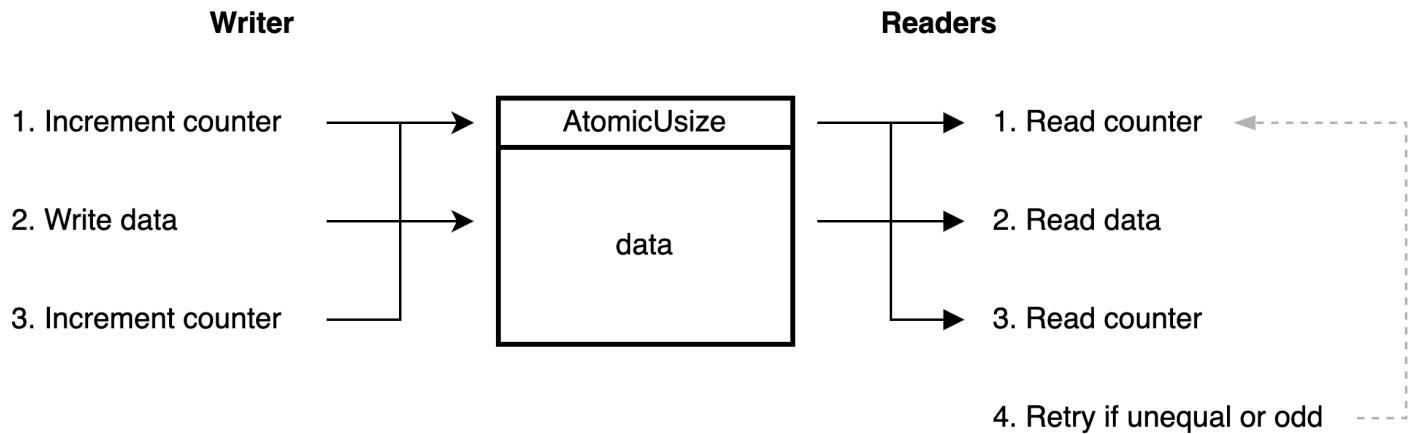 Writer
Readers
1. Increment counter
AtomicUsize
1. Read counter
2. Write data
data
2. Read data
3. Increment counter
3. Read counter
4. Retry if unequal or odd